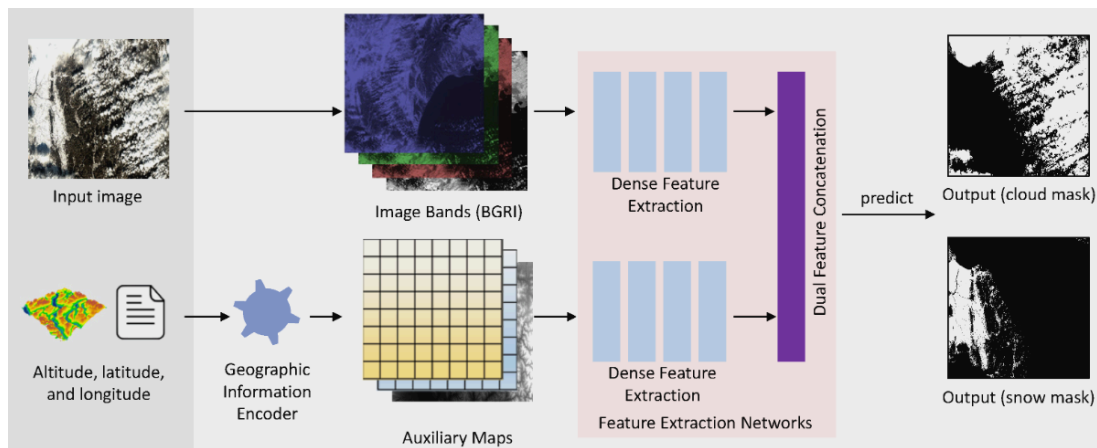 Input image
Image Bands (BGRI)
Dense Feature
Extraction
Dual Feature Concatenation
predict
Output (cloud mask)
Altitude, latitude,
and longitude
Geographic
Information
Encoder
Auxiliary Maps
Dense Feature
Extraction
Feature Extraction Networks
Output (snow mask)